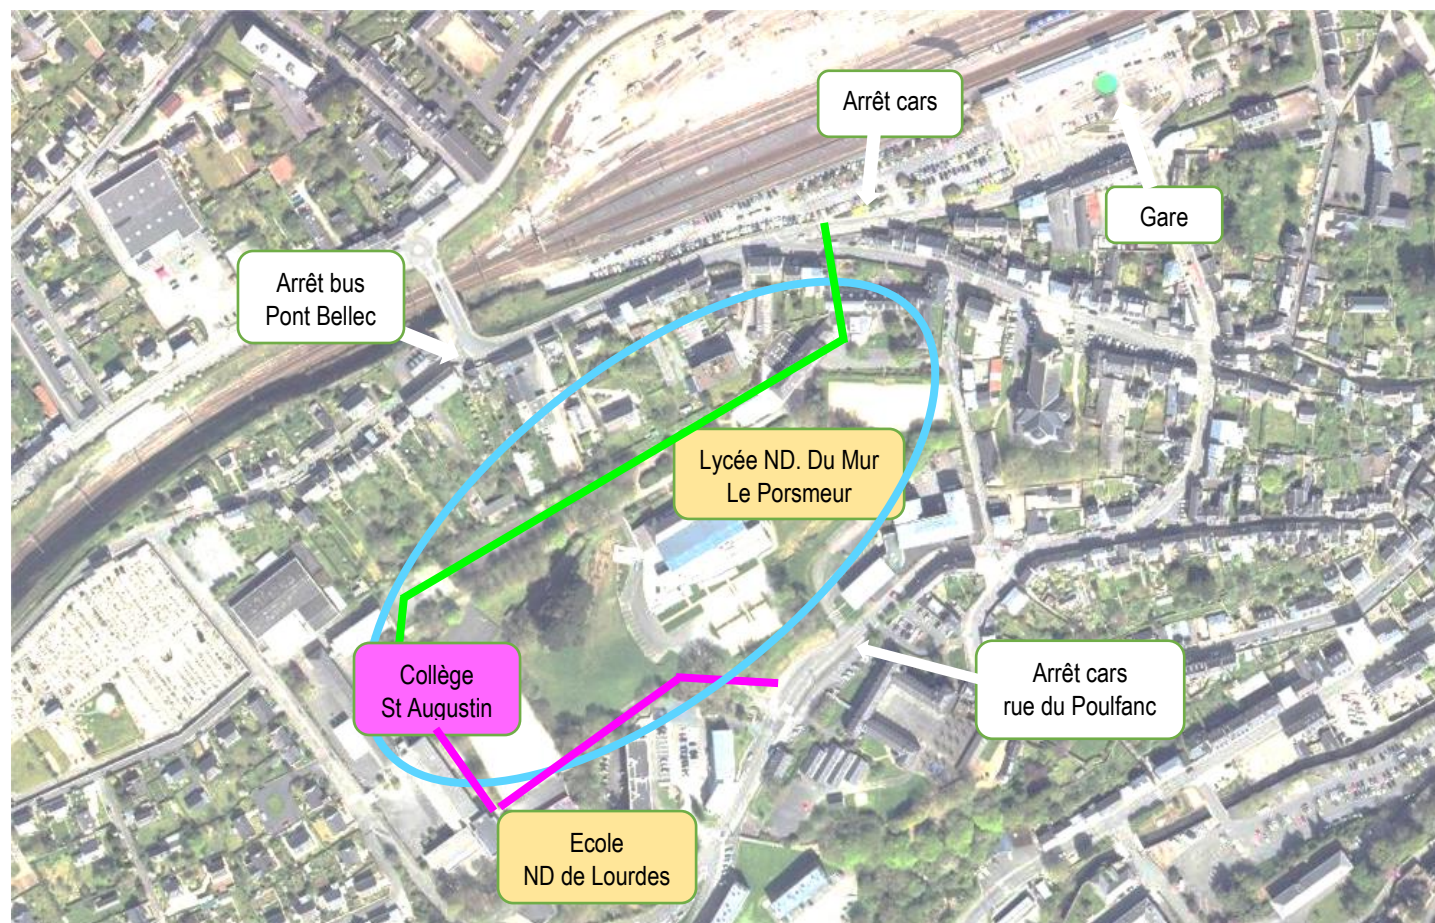 Arrêt cars
Gare
Arrêt bus
Pont Bellec
Lycée ND. Du Mur
Le Porsmeur
Collège
St Augustin
Arrêt cars
rue du Poulfanc
Ecole
ND de Lourdes